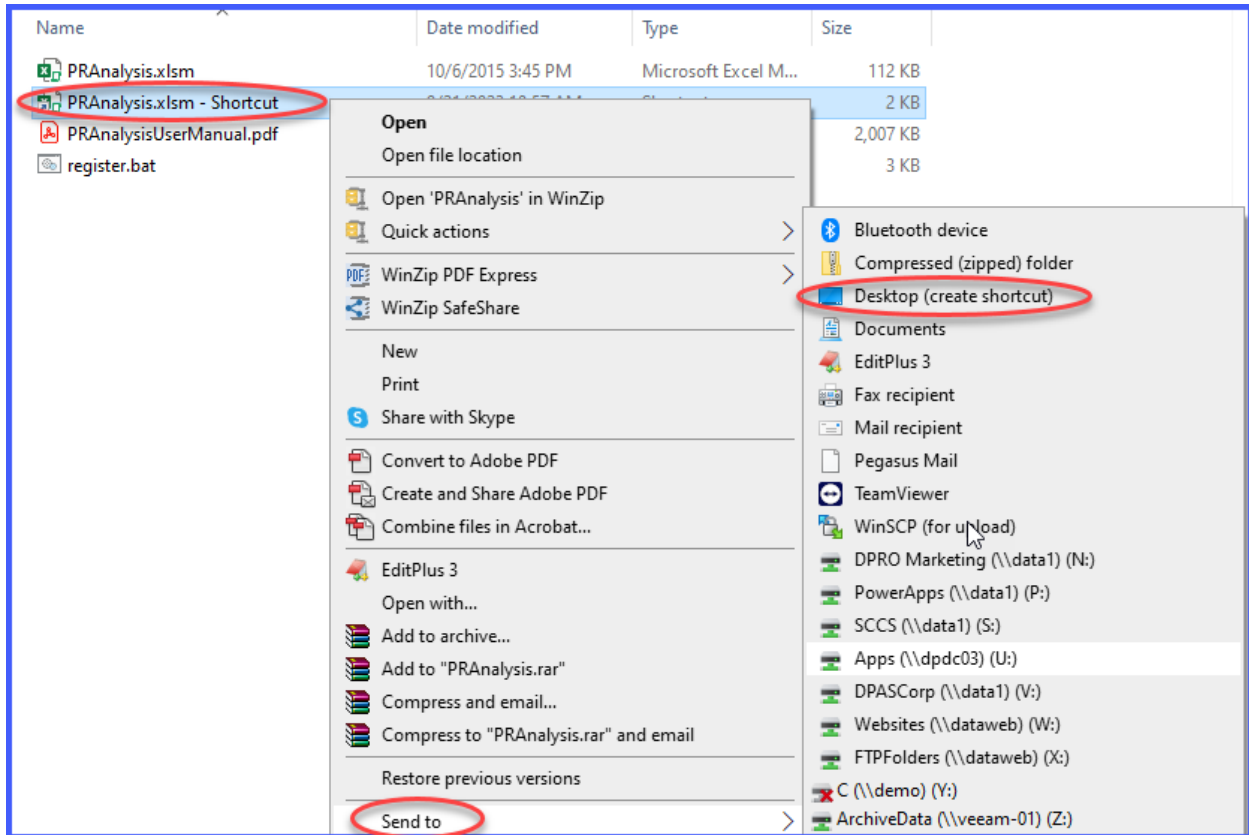 Name Date modified Type Size
PRAnalysis.xlsm 10/6/2015 3:45 PM Microsoft Excel M... 112 KB
PRAnalysis.xlsm - Shortcut 2 KB
PRAnalysisUserManual.pdf 2,007 KB
register.bat 3 KB
Open
Open file location
Open 'PRAnalysis' in WinZip
Quick actions
PDF WinZip PDF Express
WinZip SafeShare
New
Print
Share with Skype
Convert to Adobe PDF
Create and Share Adobe PDF
Combine files in Acrobat...
EditPlus 3
Open with...
Add to archive...
Add to "PRAnalysis.rar"
Compress and email...
Compress to "PRAnalysis.rar" and email
Restore previous versions
Send to
Bluetooth device
Compressed (zipped) folder
Desktop (create shortcut)
Documents
EditPlus 3
Fax recipient
Mail recipient
Pegasus Mail
TeamViewer
WinSCP (for upload)
DPRO Marketing (\\data1) (N:)
PowerApps (\\data1) (P:)
SCCS (\\data1) (S:)
Apps (\\dpdc03) (U:)
DPASCorp (\\data1) (V:)
Websites (\\dataweb) (W:)
FTPFolders (\\dataweb) (X:)
C (\\demo) (Y:)
ArchiveData (\\veeam-01) (Z:)